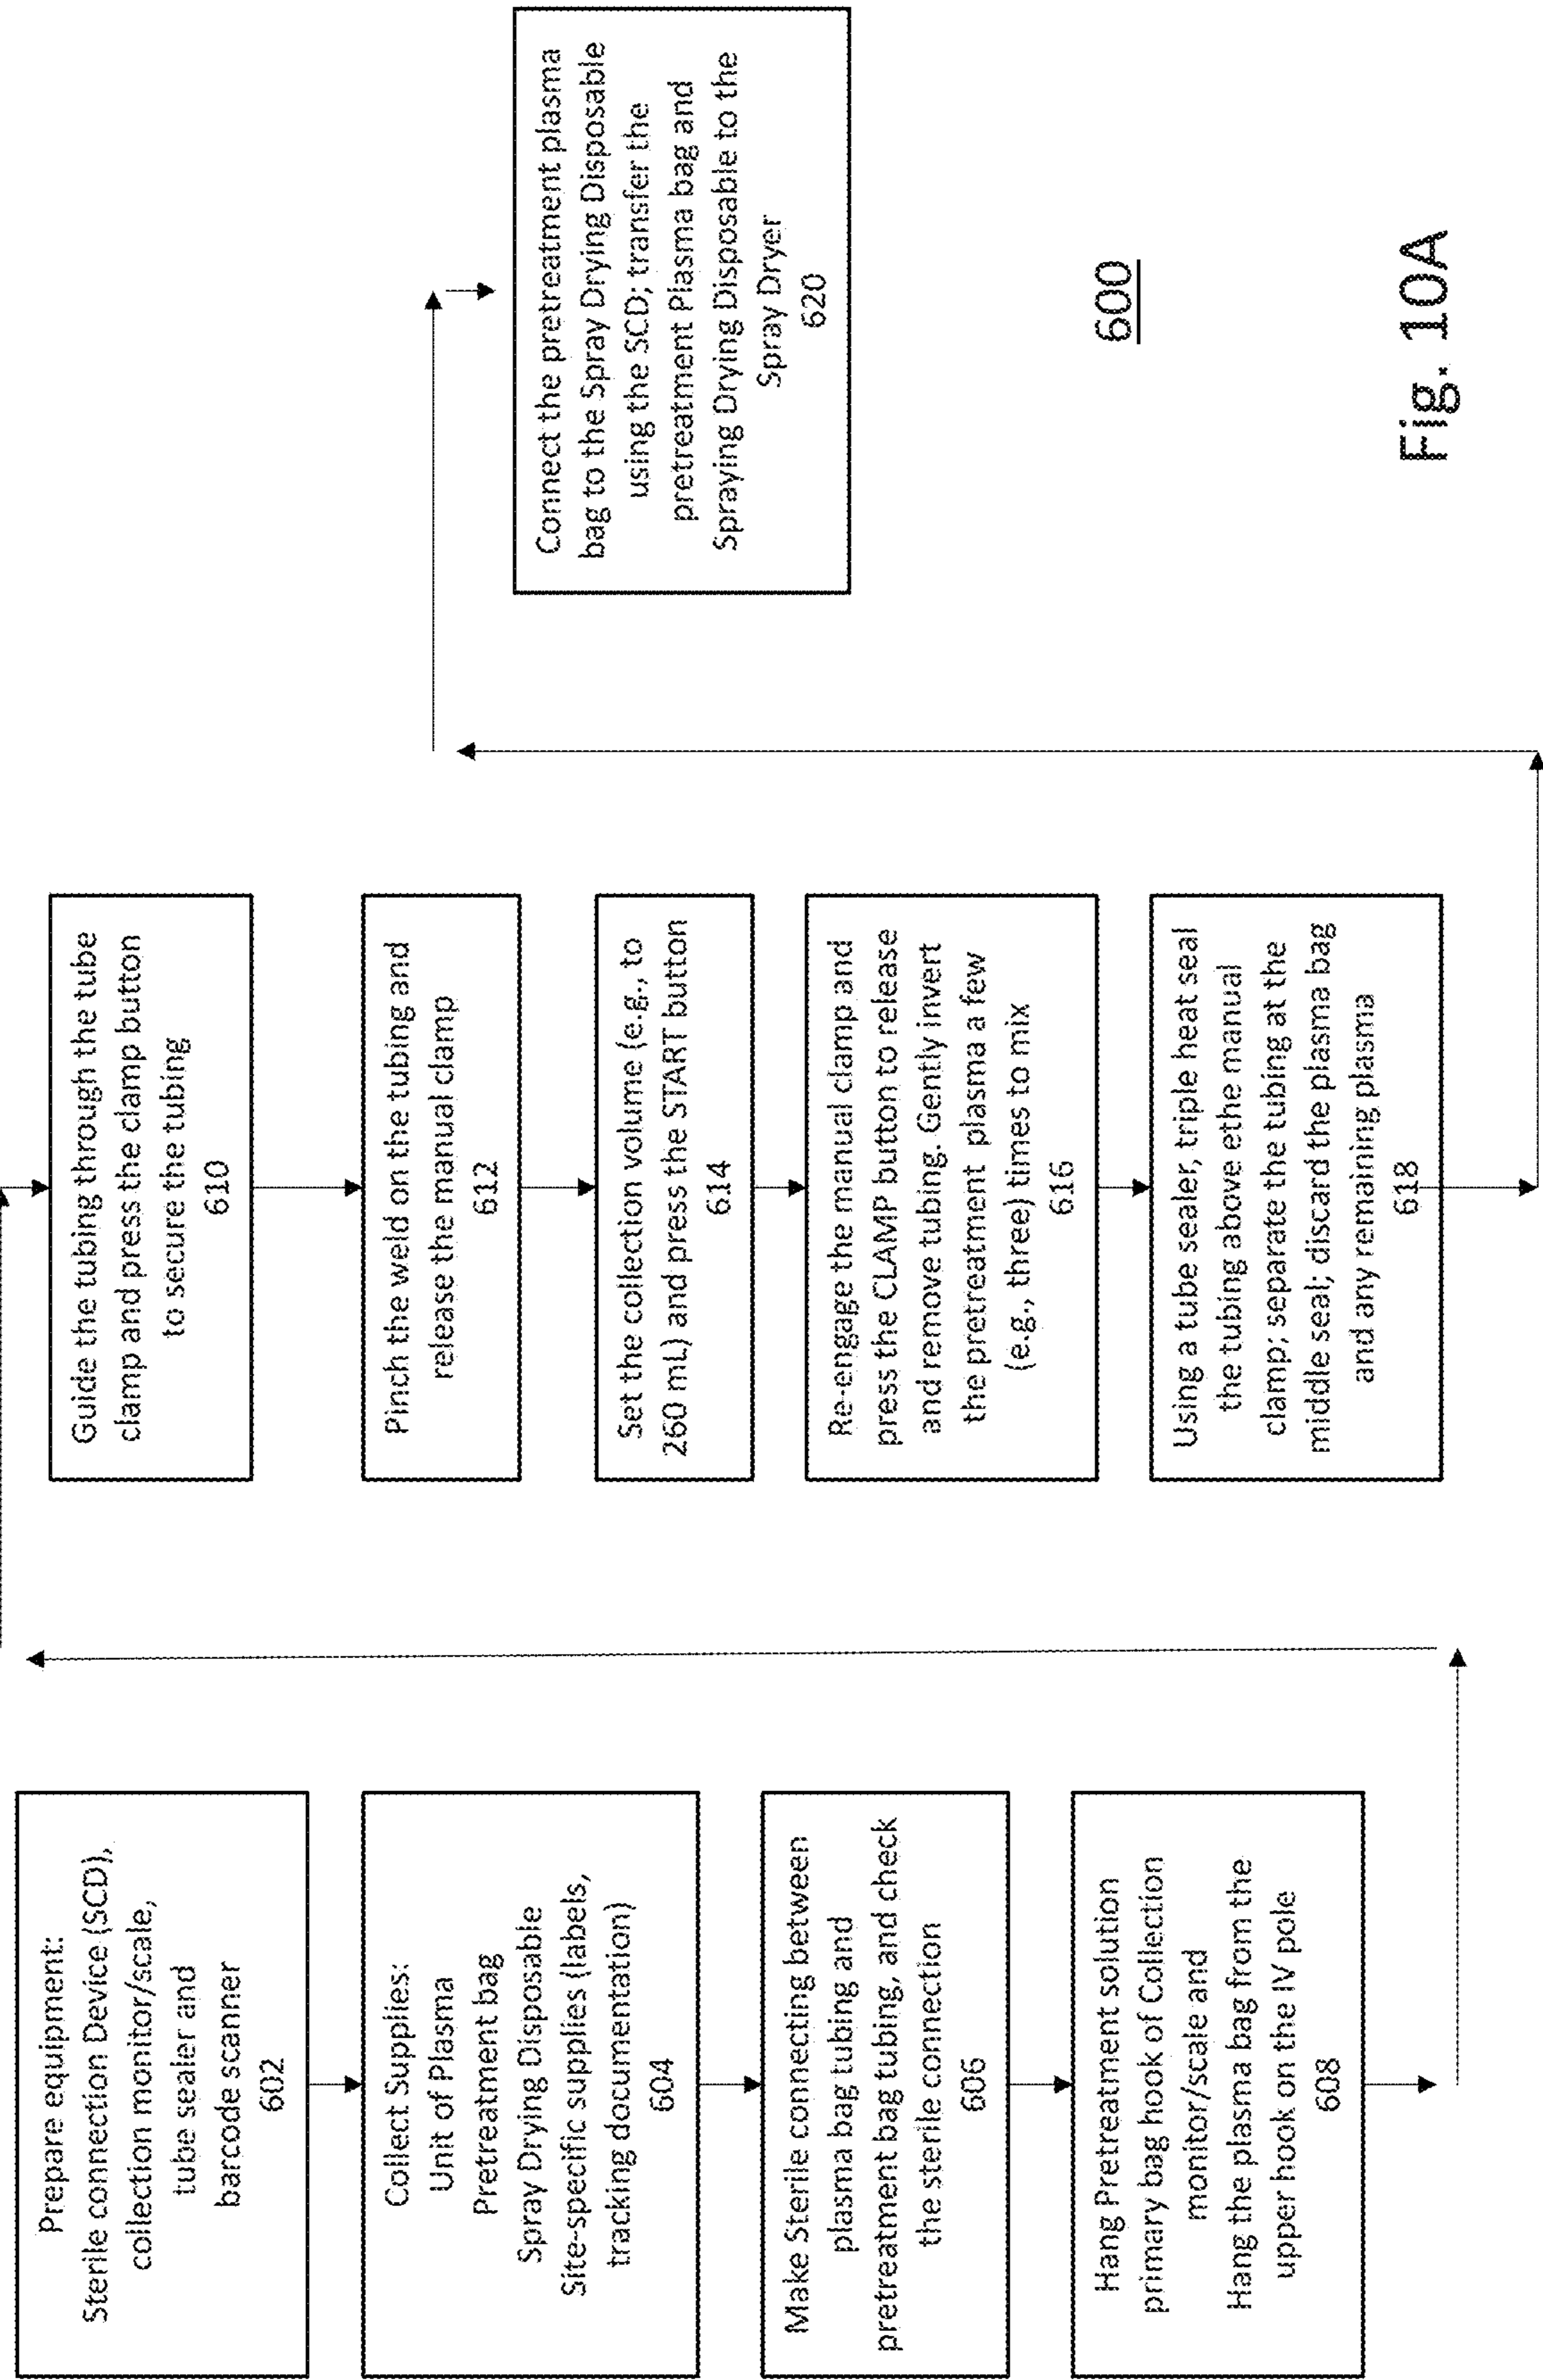 Prepare equipment:
Sterile connection Device (SCD),
collection monitor/scale,
tube sealer and
barcode scanner
602
Collect Supplies:
Unit of Plasma
Pretreatment bag
Spray Drying Disposable
Site-specific supplies (labels,
tracking documentation)
604
Make Sterile connecting between
plasma bag tubing and
pretreatment bag tubing, and check
the sterile connection
606
Hang Pretreatment solution
primary bag hook of Collection
monitor/scale and
Hang the plasma bag from the
upper hook on the IV pole
608
Guide the tubing through the tube
clamp and press the clamp button
to secure the tubing
610
Pinch the weld on the tubing and
release the manual clamp
612
Set the collection volume (e.g., to
260 mL) and press the START button
614
Re-engage the manual clamp and
press the CLAMP button to release
and remove tubing. Gently invert
the pretreatment plasma a few
(e.g., three) times to mix
616
Using a tube sealer, triple heat seal
the tubing above ethe manual
clamp; separate the tubing at the
middle seal; discard the plasma bag
and any remaining plasma
618
Connect the pretreatment plasma
bag to the Spray Drying Disposable
using the SCD; transfer the
pretreatment Plasma bag and
Spraying Drying Disposable to the
Spray Dryer
620
600
Fig. 10A